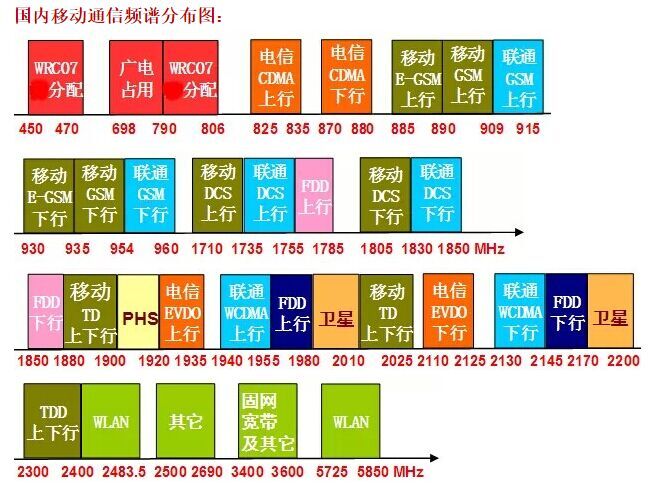 国内移动通信频谱分布图：
WRC07
分配
广电
占用
WRC07
分配
电信
CDMA
上行
电信
CDMA
下行
移动
E-GSM
上行
移动
GSM
上行
联通
GSM
上行
450 470 698 790 806 825 835 870 880 885 890 909 915
移动
E-GSM
下行
移动
GSM
下行
联通
GSM
下行
移动
DCS
上行
联通
DCS
上行
FDD
上行
移动
DCS
下行
联通
DCS
下行
930 935 954 960 1710 1735 1755 1785 1805 1830 1850 MHz
FDD
下行
移动
TD
上下行
PHS
电信
EVDO
上行
联通
WCDMA
上行
FDD
上行
卫星
移动
TD
上下行
电信
EVDO
下行
联通
WCDMA
下行
FDD
下行
卫星
1850 1880 1900 1920 1935 1940 1955 1980 2010 2025 2110 2125 2130 2145 2170 2200
TDD
上下行
WLAN
其它
固网
宽带
及其它
WLAN
2300 2400 2483.5 2500 2690 3400 3600 5725 5850 MHz